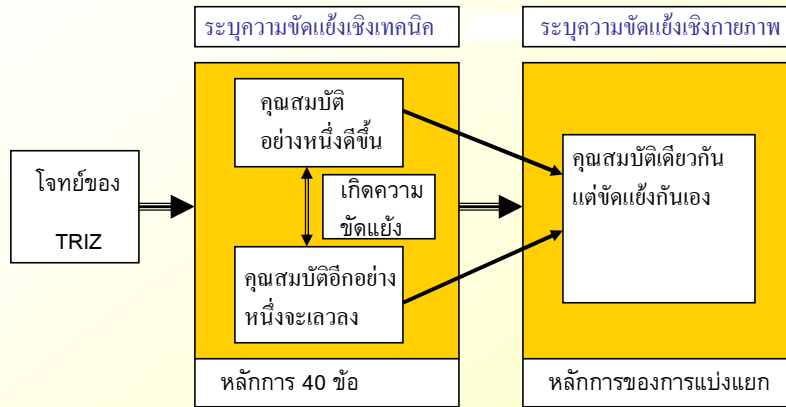 ระบุความขัดแย้งเชิงเทคนิค
ระบุความขัดแย้งเชิงกายภาพ
โจทย์ของ
TRIZ
คุณสมบัติ
อย่างหนึ่งดีขึ้น
เกิดความ
ขัดแย้ง
คุณสมบัติอีกอย่าง
หนึ่งจะเลวลง
หลักการ 40 ข้อ
คุณสมบัติเดียวกัน
แต่ขัดแย้งกันเอง
หลักการของการแบ่งแยก